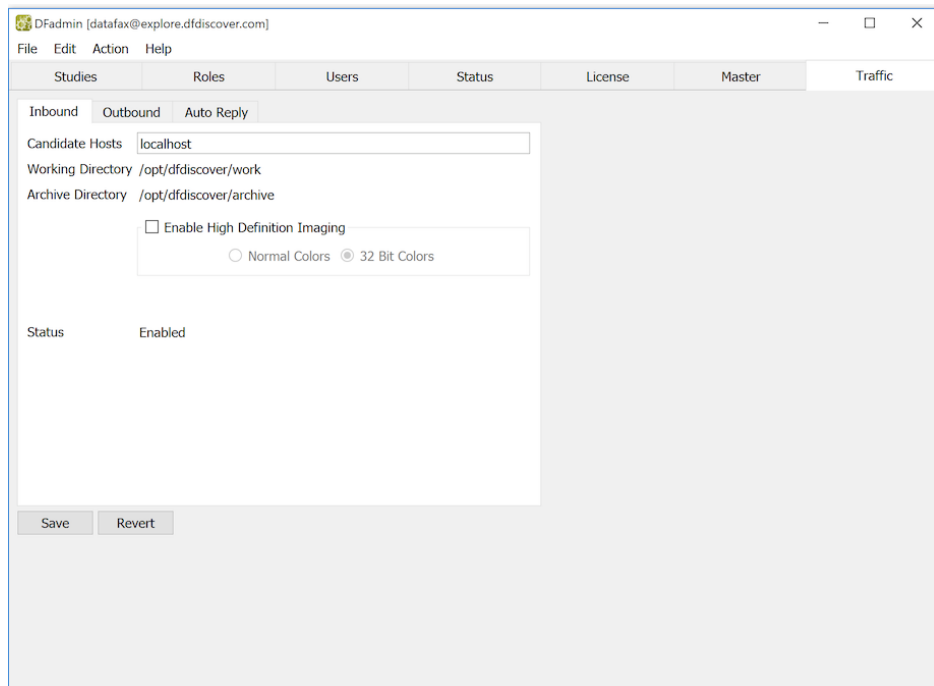 DFadmin [datafax@explore.dfdiscover.com]
File Edit Action Help
Studies Roles Users Status License Master Traffic
Inbound Outbound Auto Reply
Candidate Hosts localhost
Working Directory /opt/dfdiscover/work
Archive Directory /opt/dfdiscover/archive
Enable High Definition Imaging
Normal Colors 32 Bit Colors
Status Enabled
Save Revert